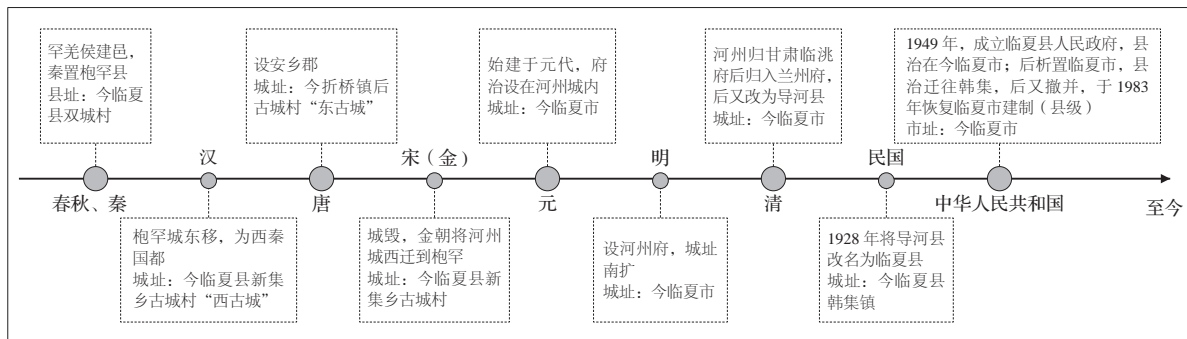 罕羌侯建邑，
秦置枹罕县
县址：今临夏
县双城村
设安乡郡
城址：今折桥镇后
古城村“东古城”
始建于元代，府
治设在河州城内
城址：今临夏市
河州归甘肃临洮
府后归入兰州府，
后又改为导河县
城址：今临夏市
1949 年，成立临夏县人民政府，县
治在今临夏市；后析置临夏市，县
治迁往韩集，后又撤并，于 1983
年恢复临夏市建制（县级）
市址：今临夏市
汉
宋（金）
明
民国
春秋、秦
唐
元
清
中华人民共和国
至今
枹罕城东移，为西秦
国都
城址：今临夏县新集
乡古城村“西古城”
城毁，金朝将河州
城西迁到枹罕
城址：今临夏县新
集乡古城村
设河州府，城址
南扩
城址：今临夏市
1928 年将导河县
改名为临夏县
城址：今临夏县
韩集镇